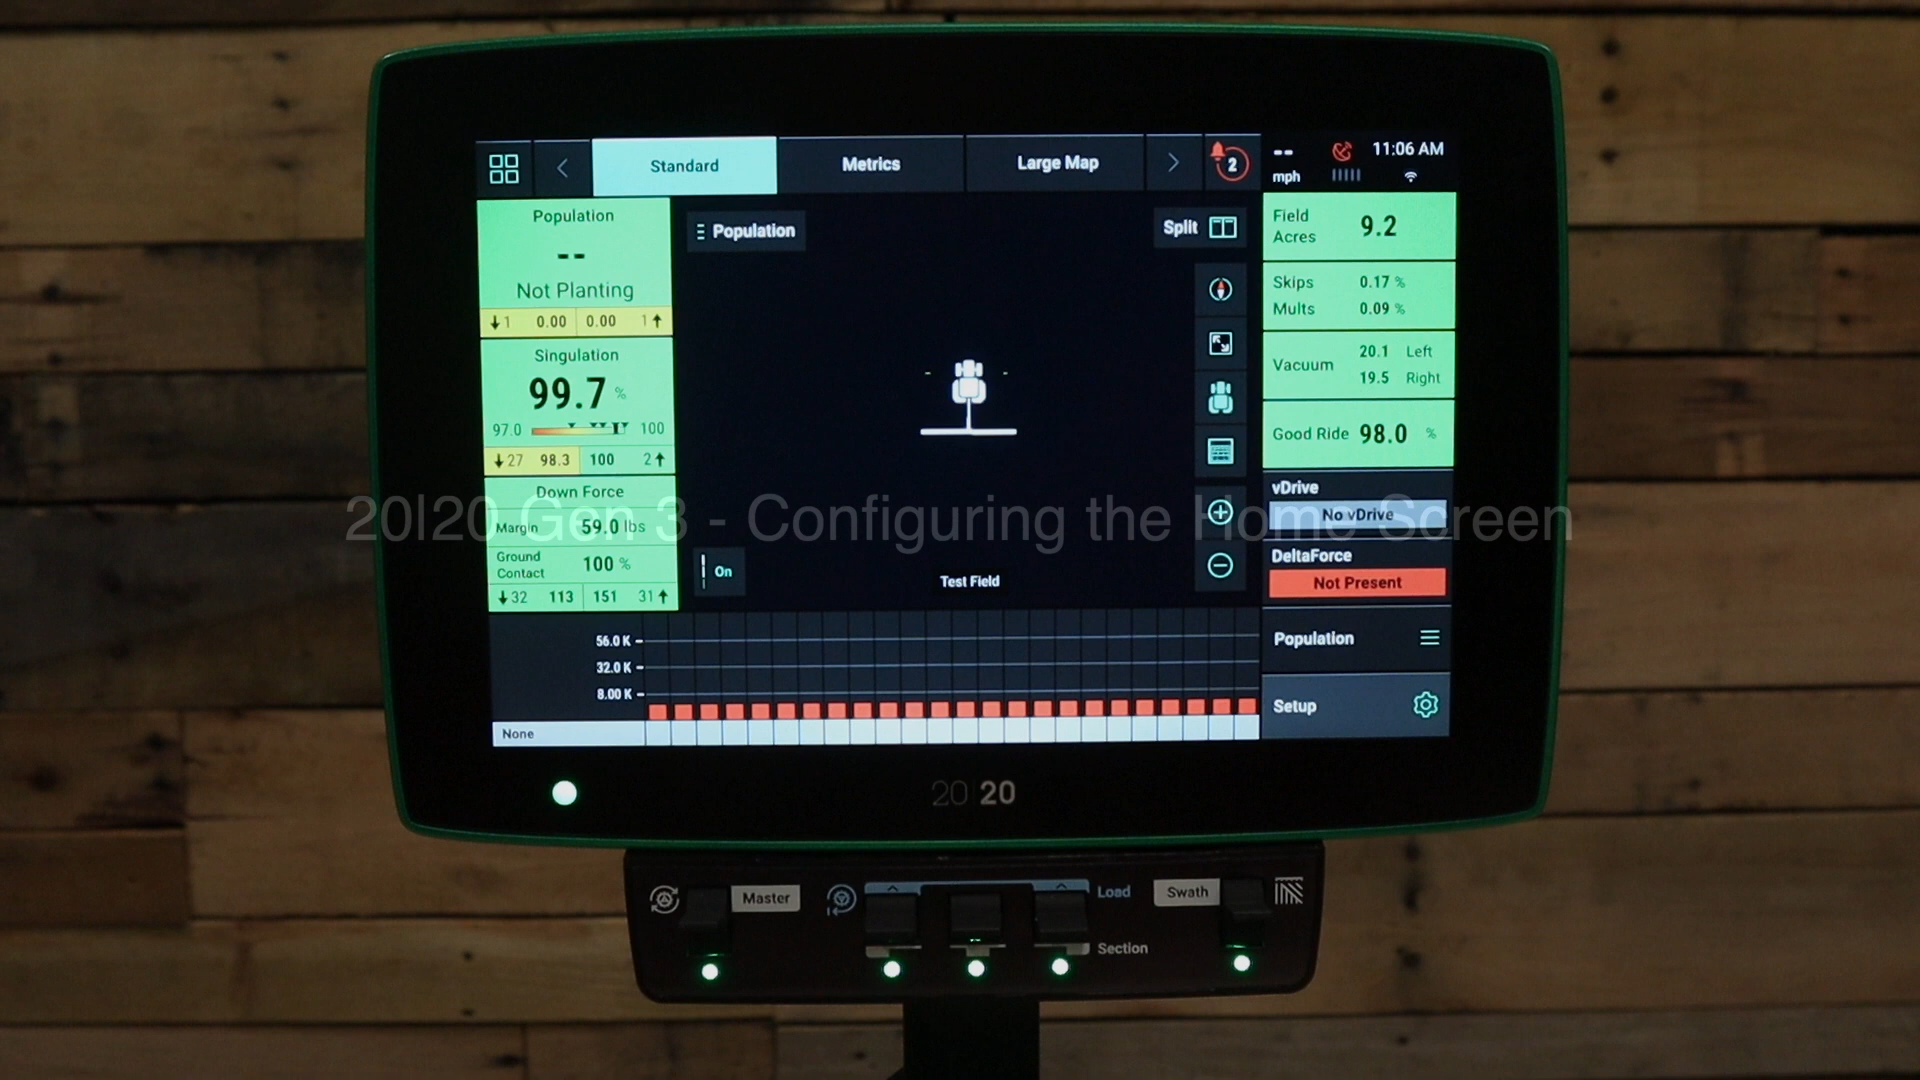 Standard
Metrics
Large Map
2
--
mph
11:06 AM
Population
--
Not Planting
1 0.00 0.00 1
Singulation
99.7 %
97.0 100
27 98.3 100 2
Down Force
Margin 59.0 lbs
Ground Contact 100 %
32 113 151 31
Population
Split
On
Test Field
Field Acres 9.2
Skips 0.17 %
Mults 0.09 %
Vacuum 20.1 Left
19.5 Right
Good Ride 98.0 %
vDrive
No vDrive
DeltaForce
Not Present
Population
Setup
20|20 Gen 3 - Configuring the Home Screen
56.0 K
32.0 K
8.00 K
None
20|20
Master
Load
Section
Swath